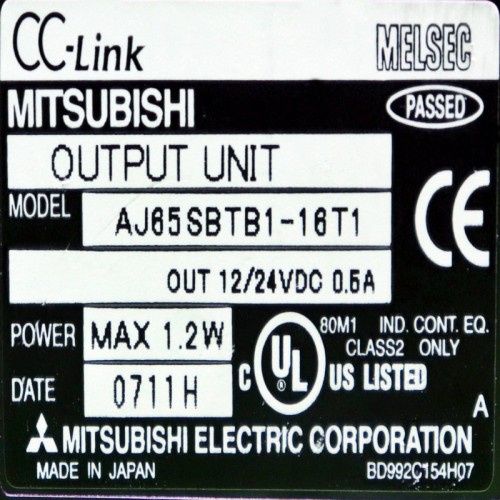 CC-Link MELSEC
MITSUBISHI PASSED
OUTPUT UNIT
MODEL AJ65SBTB1-16T1
CE
OUT 12/24VDC 0.5A
POWER MAX 1.2W
80M1 IND. CONT. EQ.
CLASS2 ONLY
C UL ® US LISTED
DATE 0711H
A
MITSUBISHI ELECTRIC CORPORATION
MADE IN JAPAN BD992C154H07